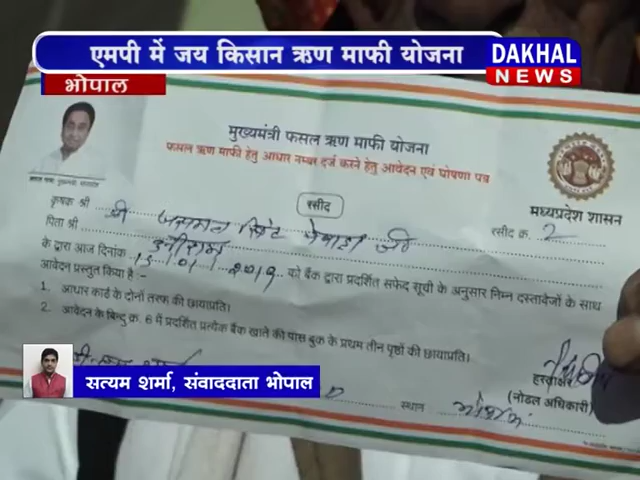 एमपी में जय किसान ऋण माफी योजना
DAKHAL
NEWS
भोपाल
मुख्यमंत्री फसल ऋण माफी योजना
फसल ऋण माफी हेतु आधार नम्बर दर्ज करने हेतु आवेदन एवं घोषणा पत्र
रसीद
मध्यप्रदेश शासन
रसीद क. 2
कृषक श्री श्री
पिता श्री
के द्वारा आज दिनांक 15.01.2019 को बैंक द्वारा प्रदर्शित सफेद सूची के अनुसार निम्न दस्तावेजों के साथ
आवेदन प्रस्तुत किया है :-
1. आधार कार्ड के दोनों तरफ की छायाप्रति।
2. आवेदन के बिन्दु क. 6 में प्रदर्शित प्रत्येक बैंक खाते की पास बुक के प्रथम तीन पृष्ठों की छायाप्रति।
हस्ताक्षर
(नोडल अधिकारी)
स्थान
सत्यम शर्मा, संवाददाता भोपाल